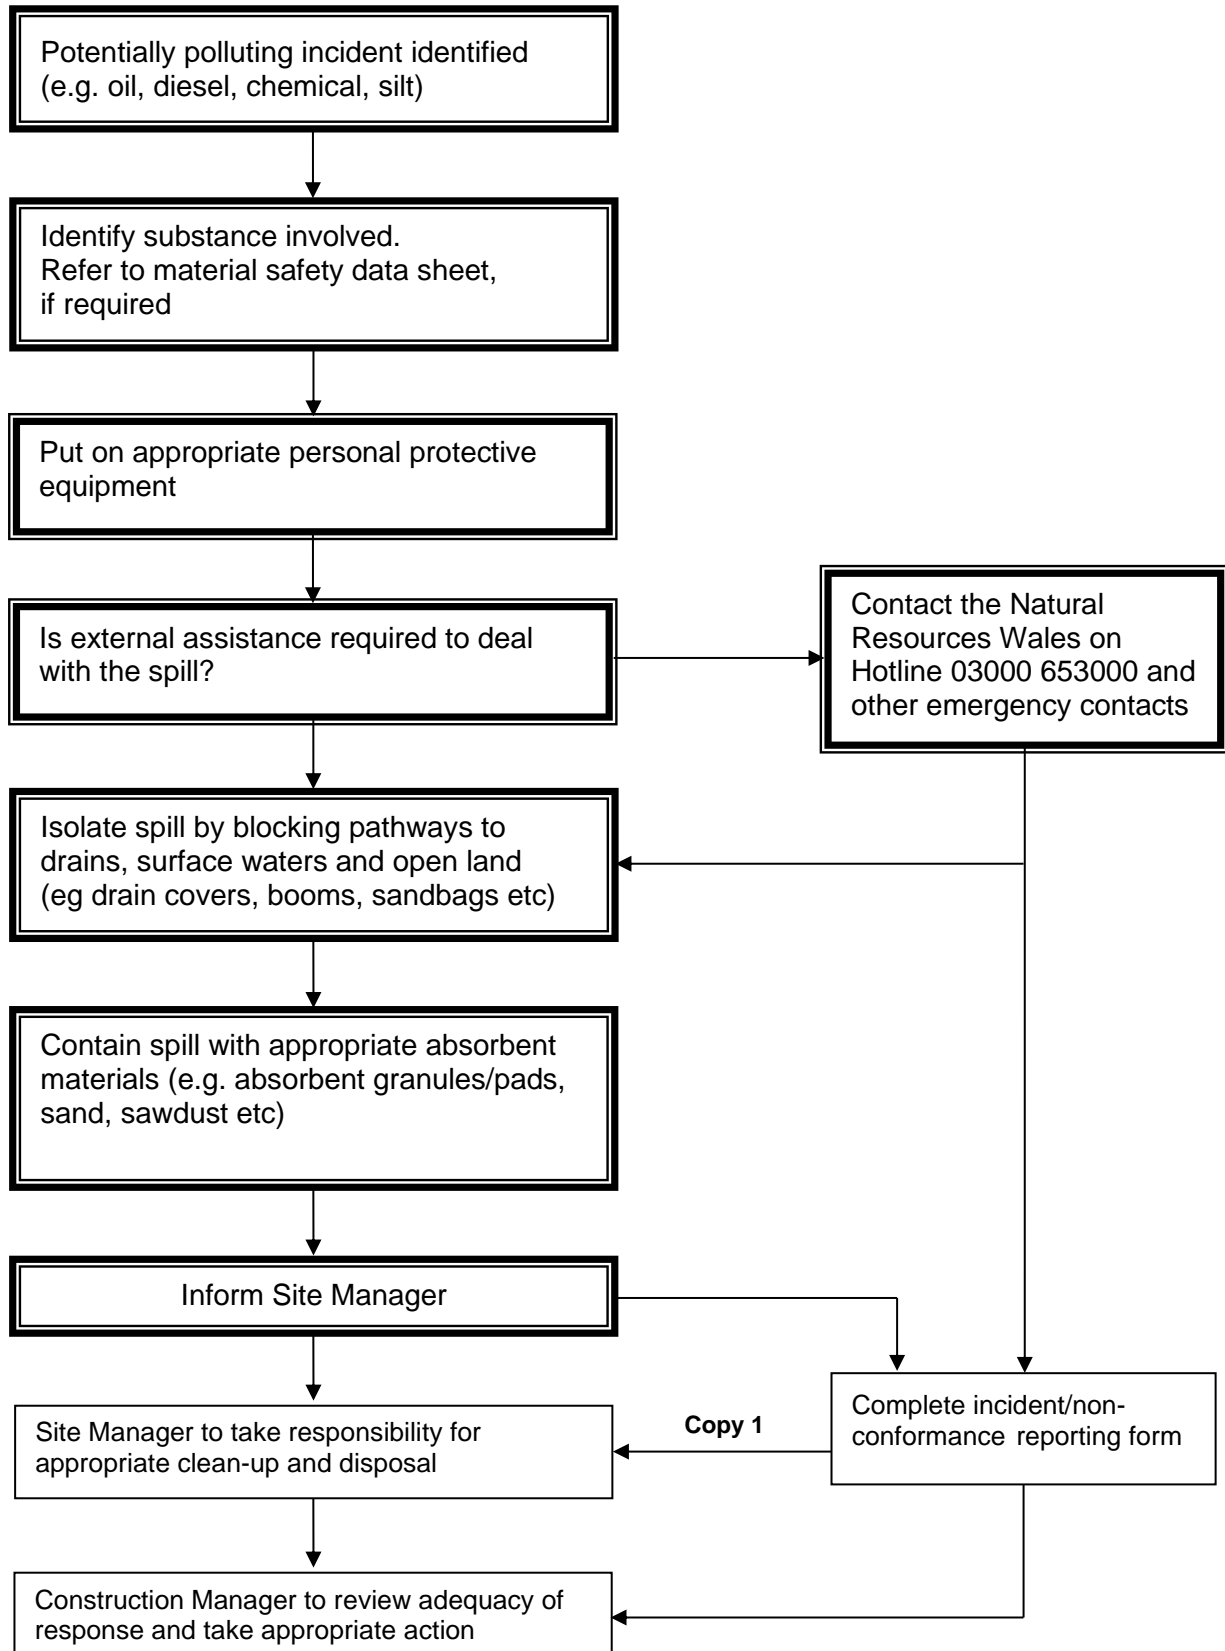 Potentially polluting incident identified
(e.g. oil, diesel, chemical, silt)
Identify substance involved.
Refer to material safety data sheet,
if required
Put on appropriate personal protective
equipment
Is external assistance required to deal
with the spill?
Contact the Natural
Resources Wales on
Hotline 03000 653000 and
other emergency contacts
Isolate spill by blocking pathways to
drains, surface waters and open land
(eg drain covers, booms, sandbags etc)
Contain spill with appropriate absorbent
materials (e.g. absorbent granules/pads,
sand, sawdust etc)
Inform Site Manager
Complete incident/non-
conformance reporting form
Copy 1
Site Manager to take responsibility for
appropriate clean-up and disposal
Construction Manager to review adequacy of
response and take appropriate action